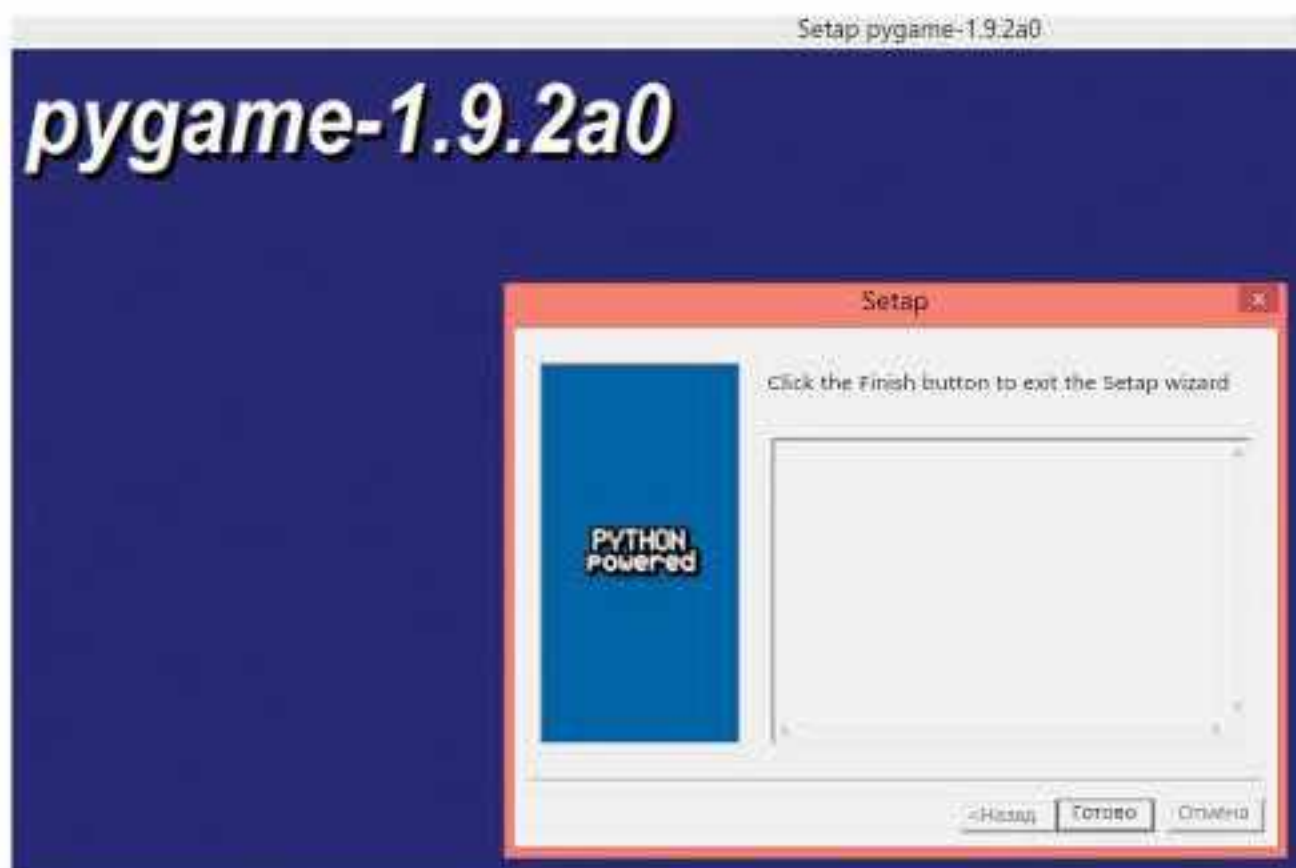 Setap pygame-1.9.2a0
pygame-1.9.2a0
Setap
Click the Finish button to exit the Setap wizard
PYTHON
powered
<Назад Готово Отмена